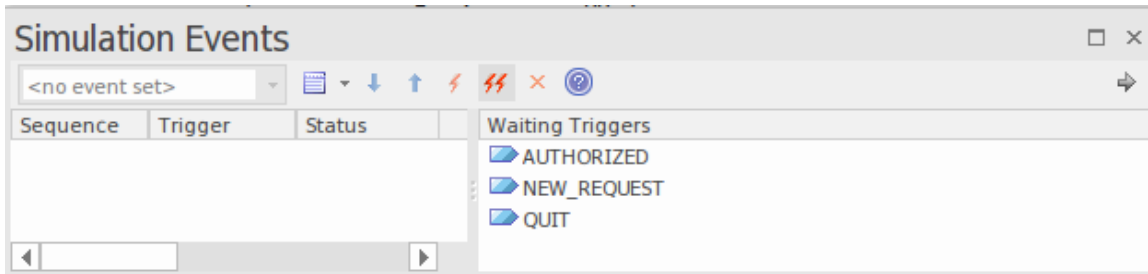 Simulation Events
<no event set>
Sequence Trigger Status
Waiting Triggers
AUTHORIZED
NEW_REQUEST
QUIT